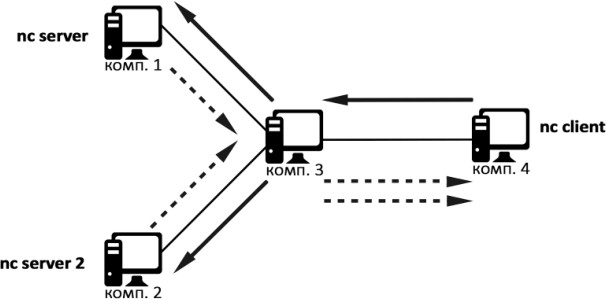 nc server
комп. 1
комп. 3
nc client
комп. 4
nc server 2
комп. 2